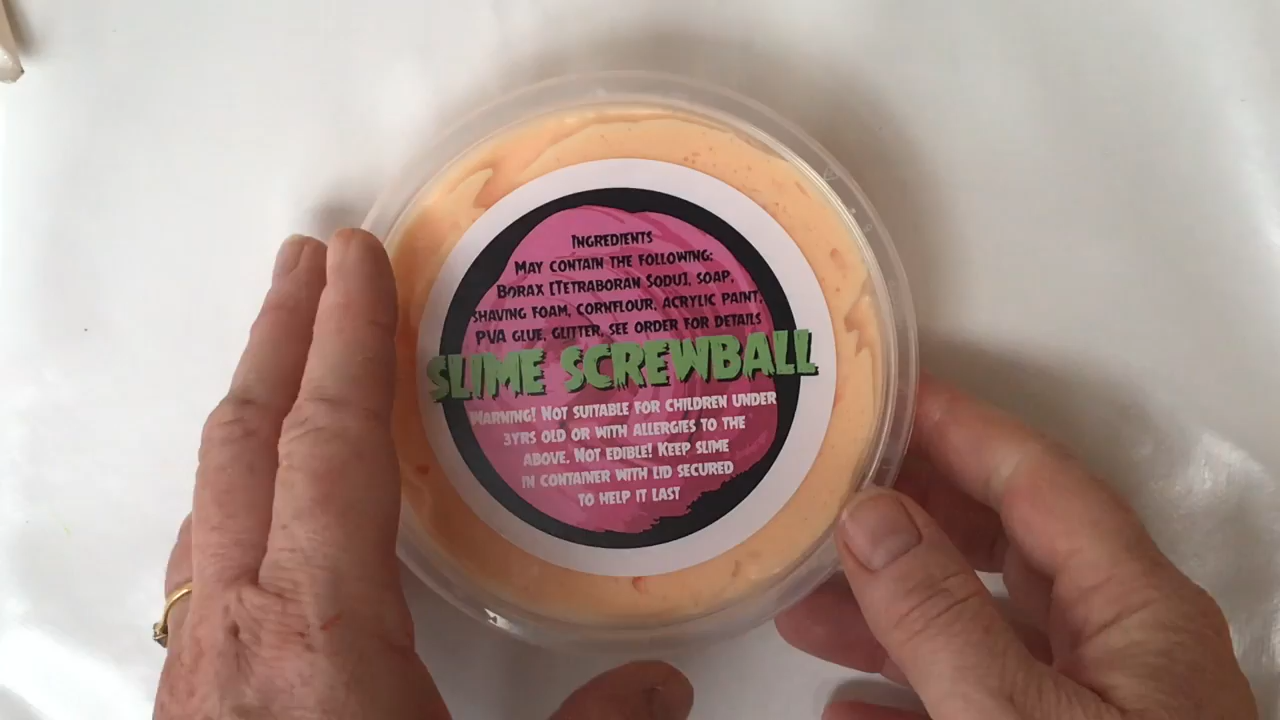 INGREDIENTS
MAY CONTAIN THE FOLLOWING:
BORAX [TETRABORAN SODU], SOAP,
SHAVING FOAM, CORNFLOUR, ACRYLIC PAINT,
PVA GLUE, GLITTER, SEE ORDER FOR DETAILS
SLIME SCREWBALL
WARNING! NOT SUITABLE FOR CHILDREN UNDER
3YRS OLD OR WITH ALLERGIES TO THE
ABOVE. NOT EDIBLE! KEEP SLIME
IN CONTAINER WITH LID SECURED
TO HELP IT LAST